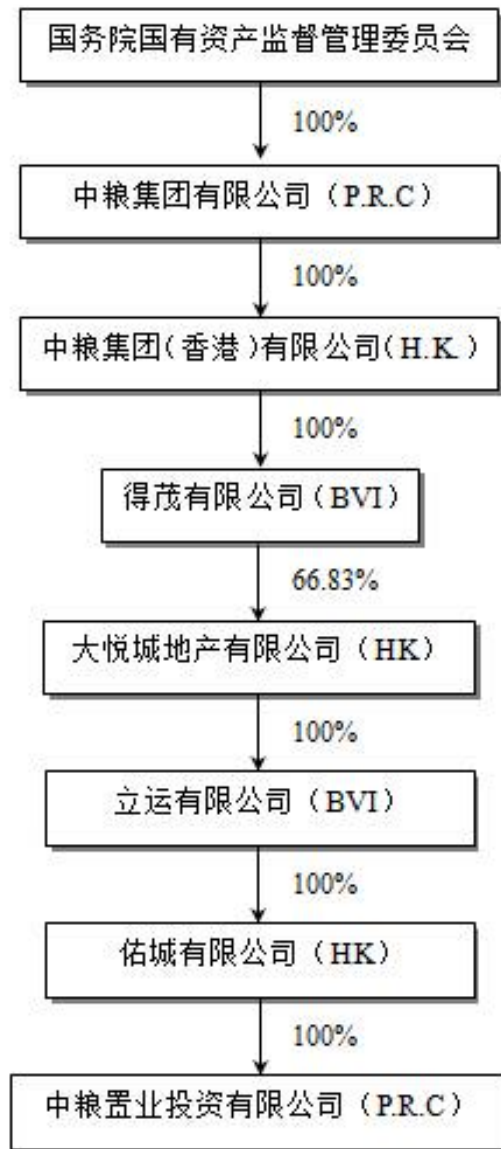 国务院国有资产监督管理委员会
100%
中粮集团有限公司（P.R.C）
100%
中粮集团(香港)有限公司(H.K.)
100%
得茂有限公司（BVI）
66.83%
大悦城地产有限公司（HK）
100%
立运有限公司（BVI）
100%
佑城有限公司（HK）
100%
中粮置业投资有限公司（P.R.C）